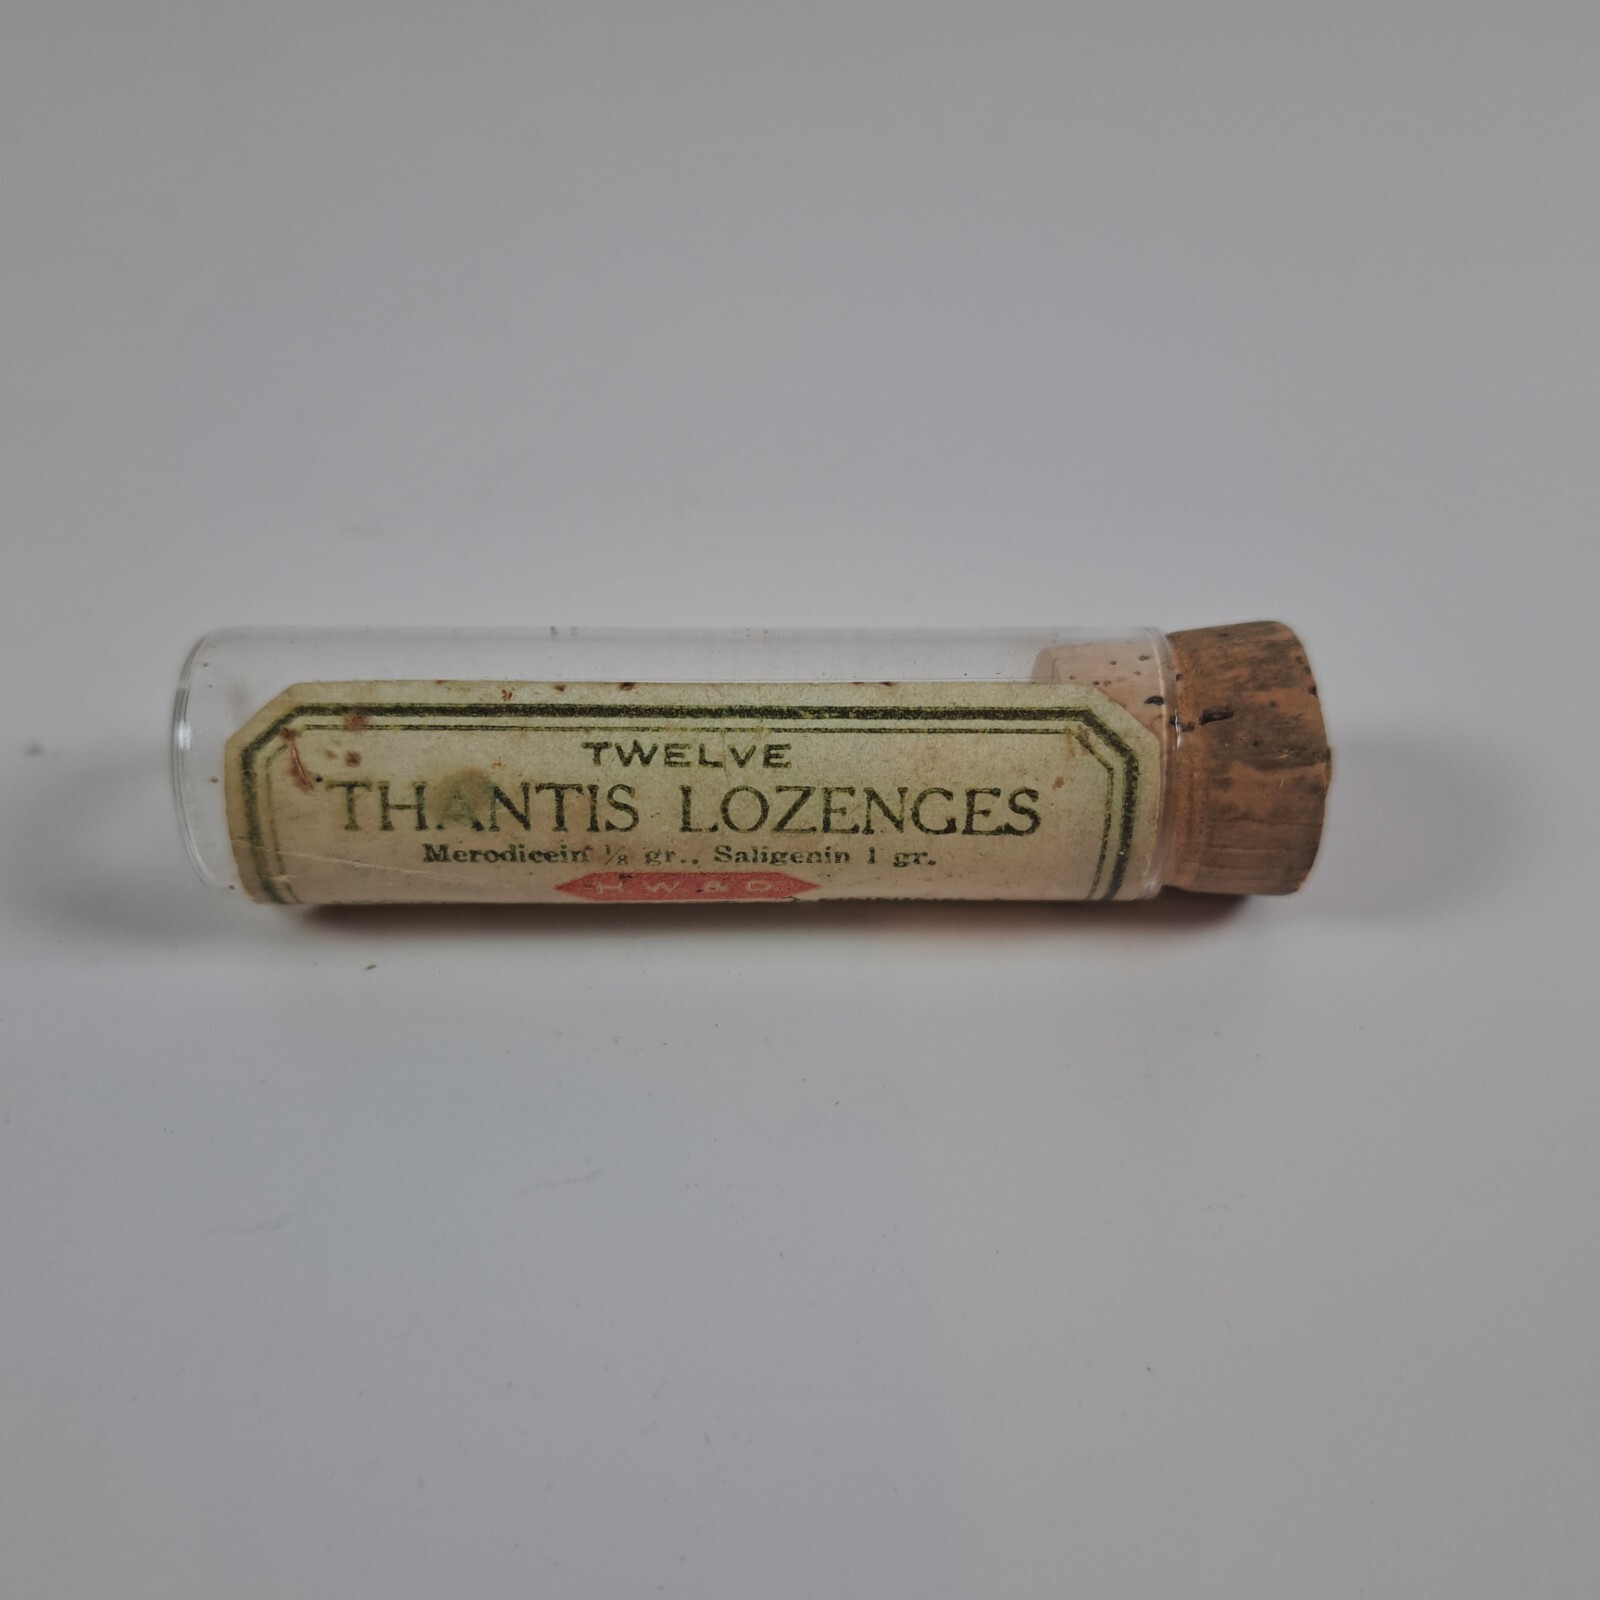 TWELVE
THANTIS LOZENGES
Merodicein ⅛ gr., Saligenin 1 gr.
H. W. & D.